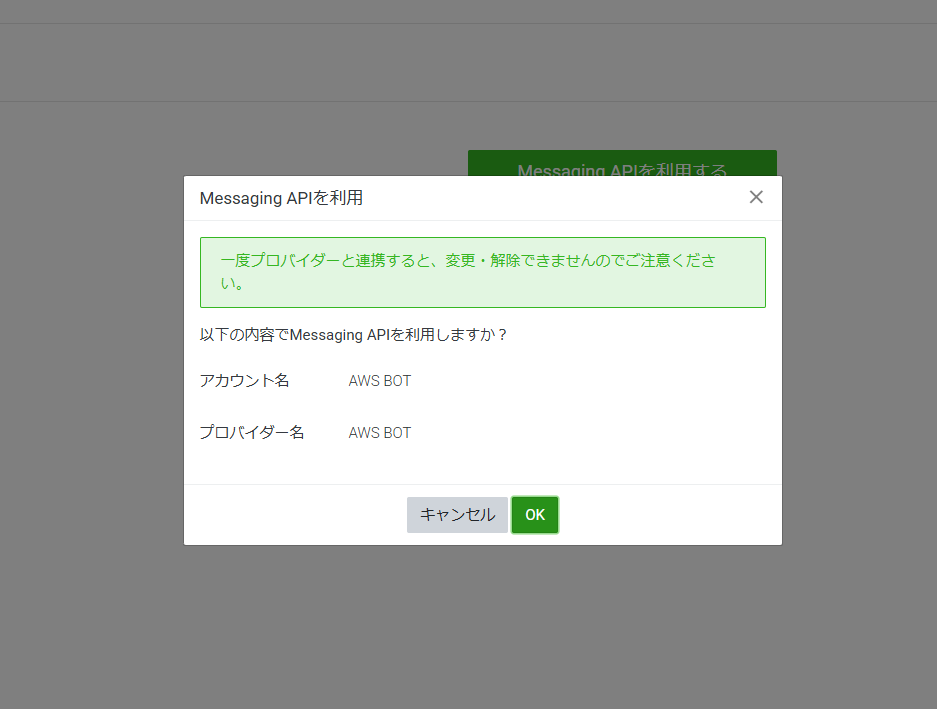 Messaging APIを利用する
Messaging APIを利用
一度プロバイダーと連携すると、変更・解除できませんのでご注意くださ
い。
以下の内容でMessaging APIを利用しますか？
アカウント名 AWS BOT
プロバイダー名 AWS BOT
キャンセル OK